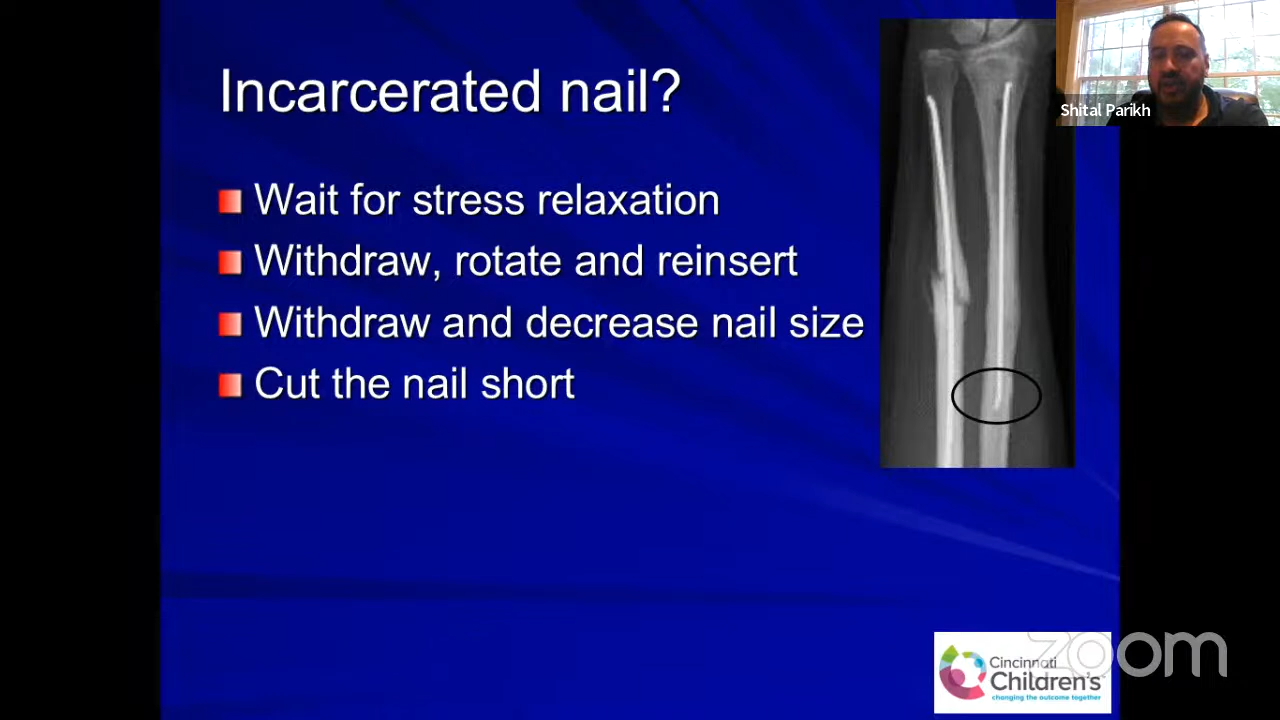 Incarcerated nail?
Shital Parikh
Wait for stress relaxation
Withdraw, rotate and reinsert
Withdraw and decrease nail size
Cut the nail short
Cincinnati
Children's
changing the outcome together
zoom